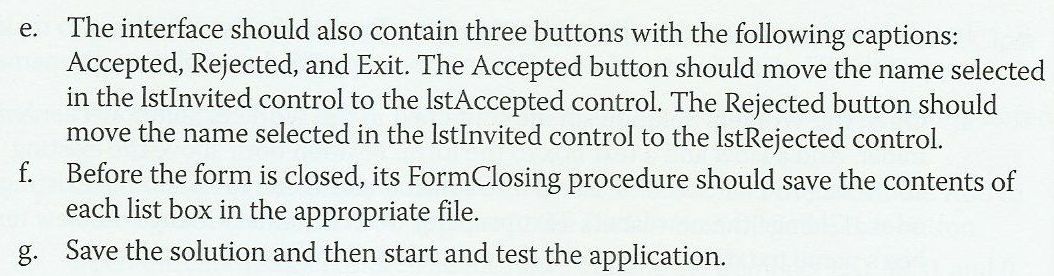 e. The interface should also contain three buttons with the following captions:
Accepted, Rejected, and Exit. The Accepted button should move the name selected
in the lstInvited control to the lstAccepted control. The Rejected button should
move the name selected in the lstInvited control to the lstRejected control.
f. Before the form is closed, its FormClosing procedure should save the contents of
each list box in the appropriate file.
g. Save the solution and then start and test the application.